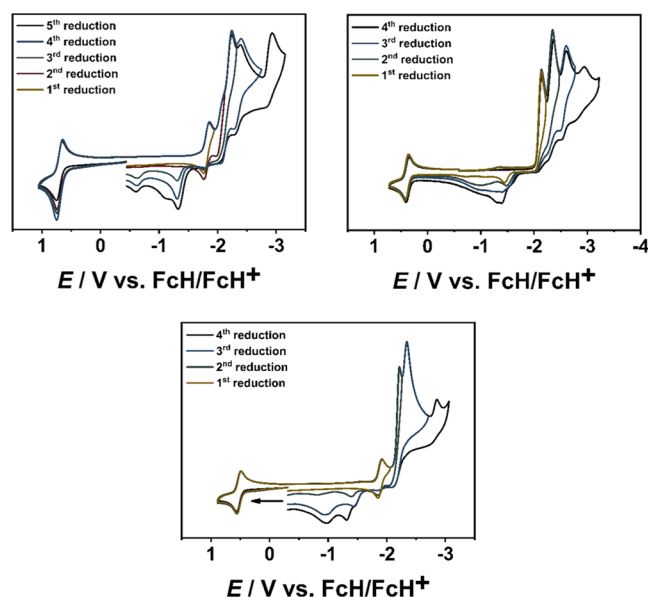 5th reduction
4th reduction
3rd reduction
2nd reduction
1st reduction
1 0 -1 -2 -3
E / V vs. FcH/FcH+
4th reduction
3rd reduction
2nd reduction
1st reduction
1 0 -1 -2 -3 -4
E / V vs. FcH/FcH+
4th reduction
3rd reduction
2nd reduction
1st reduction
1 0 -1 -2 -3
E / V vs. FcH/FcH+